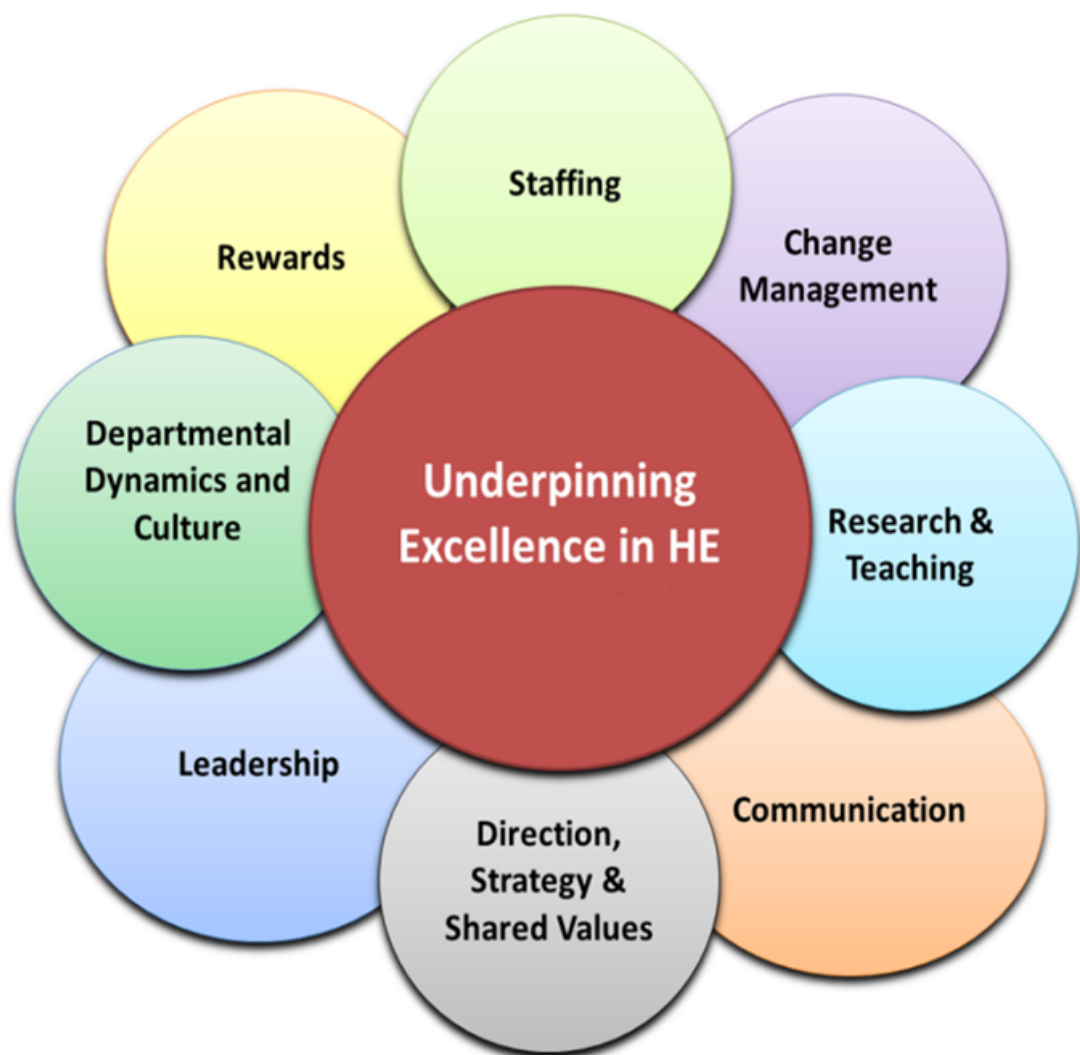 Staffing
Change
Management
Rewards
Departmental
Dynamics and
Culture
Underpinning
Excellence in HE
Research &
Teaching
Leadership
Communication
Direction,
Strategy &
Shared Values